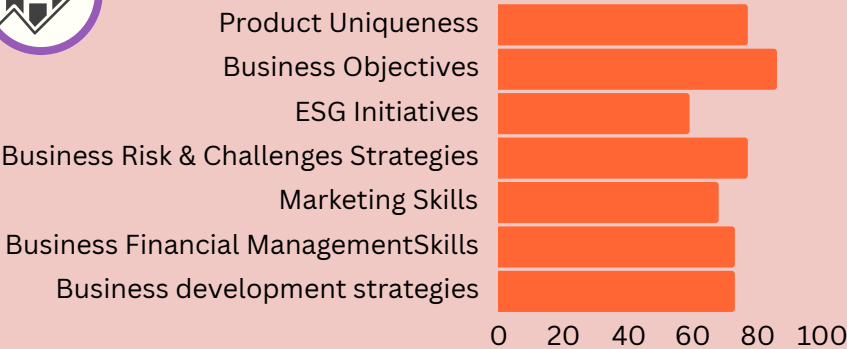 Product Uniqueness
Business Objectives
ESG Initiatives
Business Risk & Challenges Strategies
Marketing Skills
Business Financial ManagementSkills
Business development strategies
0 20 40 60 80 100